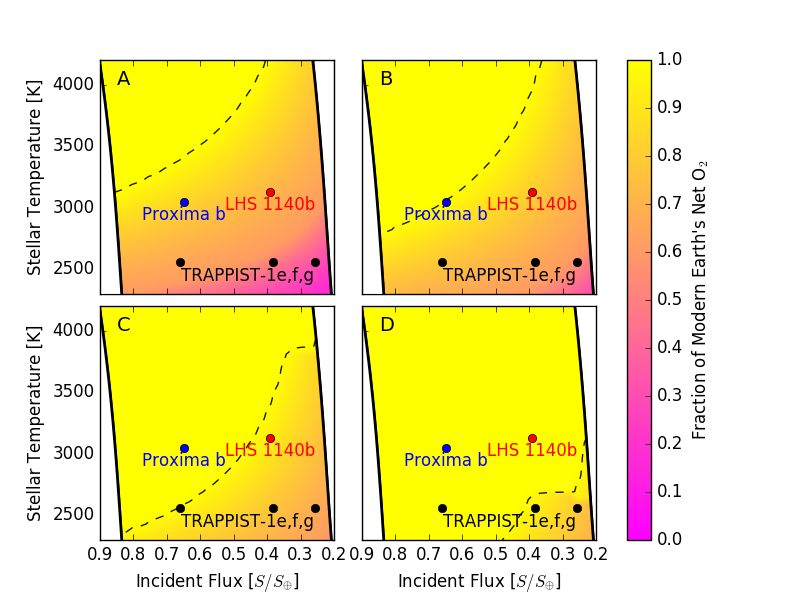 A
B
4000
3500
3000
2500
Stellar Temperature [K]
Proxima b
LHS 1140b
TRAPPIST-1e,f,g
Proxima b
LHS 1140b
TRAPPIST-1e,f,g
C
D
4000
3500
3000
2500
Stellar Temperature [K]
Proxima b
LHS 1140b
TRAPPIST-1e,f,g
Proxima b
LHS 1140b
TRAPPIST-1e,f,g
0.9 0.8 0.7 0.6 0.5 0.4 0.3 0.2
0.9 0.8 0.7 0.6 0.5 0.4 0.3 0.2
Incident Flux [S/S⊕]
Incident Flux [S/S⊕]
1.0
0.9
0.8
0.7
0.6
0.5
0.4
0.3
0.2
0.1
0.0
Fraction of Modern Earth's Net O₂